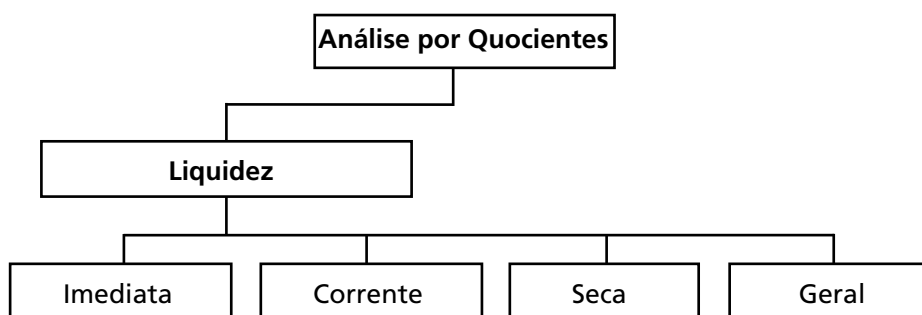 Análise por Quocientes
Liquidez
Imediata
Corrente
Seca
Geral